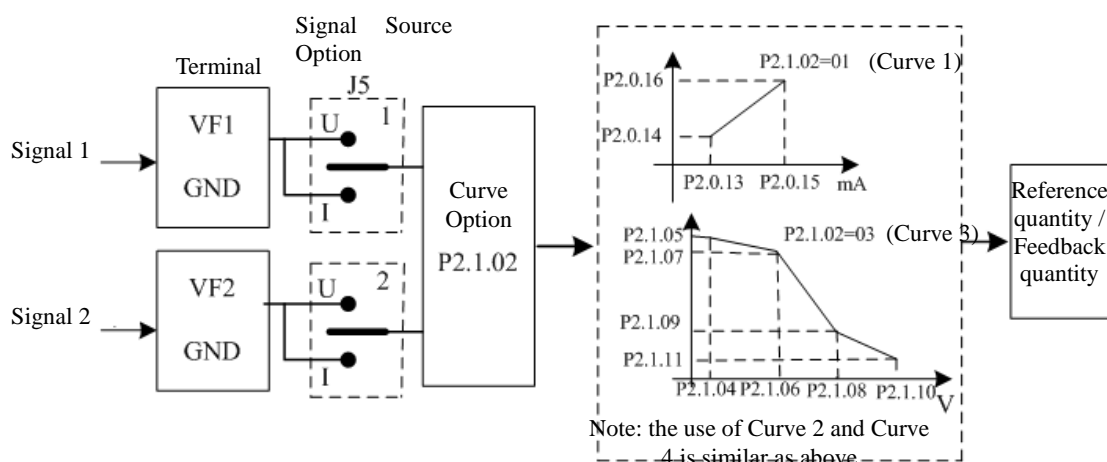 Signal Source
Option
Terminal
J5
VF1
GND
Signal 1
U
1
I
VF2
GND
Signal 2
U
2
I
Curve
Option
P2.1.02
P2.1.02=01 (Curve 1)
P2.0.16
P2.0.14
P2.0.13 P2.0.15 mA
P2.1.05
P2.1.07
P2.1.02=03 (Curve 3)
P2.1.09
P2.1.11
P2.1.04 P2.1.06 P2.1.08 P2.1.10
V
Note: the use of Curve 2 and Curve
4 is similar as above
Reference
quantity /
Feedback
quantity